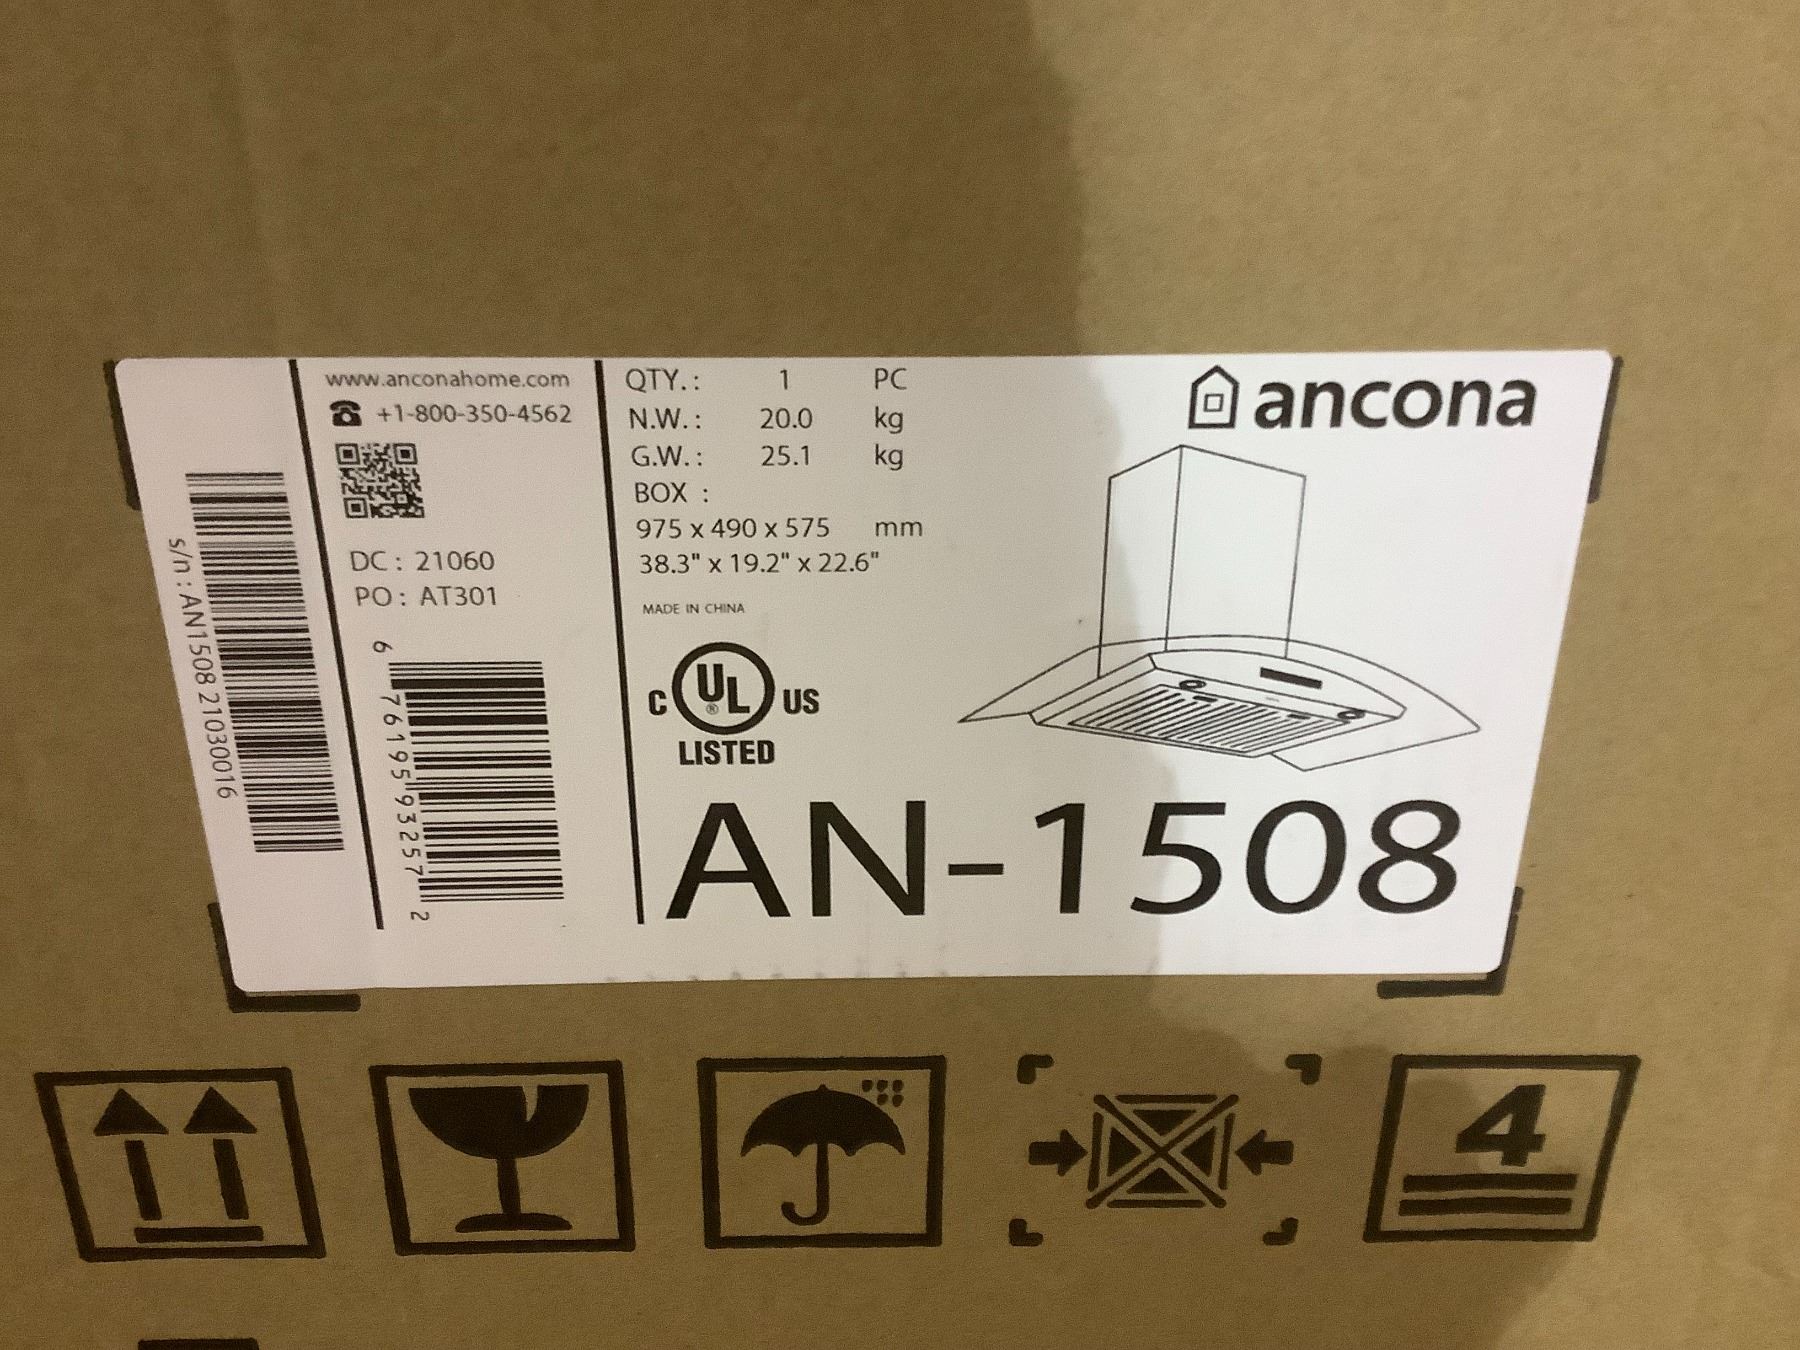 s/n : AN1508 21030016
www.anconahome.com
+1-800-350-4562
DC : 21060
PO : AT301
6 76195 93257 2
QTY. : 1 PC
N.W. : 20.0 kg
G.W. : 25.1 kg
BOX :
975 x 490 x 575 mm
38.3" x 19.2" x 22.6"
MADE IN CHINA
C UL ® US
LISTED
ancona
AN-1508
4